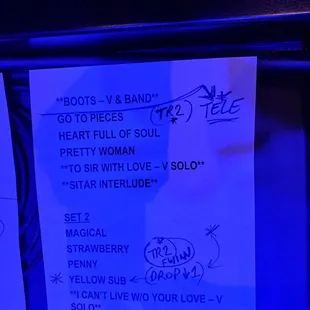 **BOOTS – V & BAND**
GO TO PIECES (TR2) TELE
*
HEART FULL OF SOUL
PRETTY WOMAN
**TO SIR WITH LOVE – V SOLO**
**SITAR INTERLUDE**
SET 2
MAGICAL
STRAWBERRY
PENNY (TR2
* YELLOW SUB ← (DROP ↓ 1)
**I CAN'T LIVE W/O YOUR LOVE – V
SOLO**